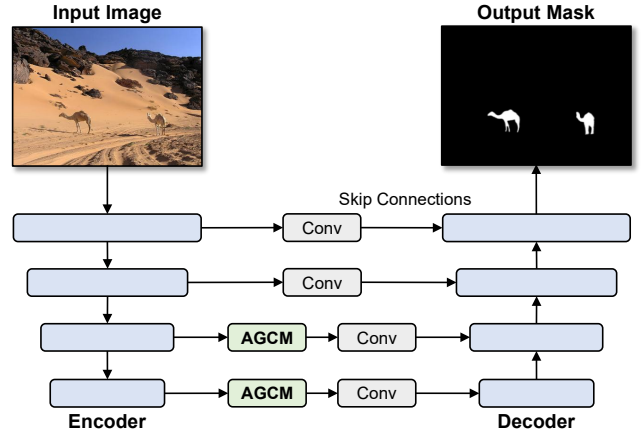 Input Image
Output Mask
Skip Connections
Conv
Conv
AGCM
Conv
AGCM
Conv
Encoder
Decoder